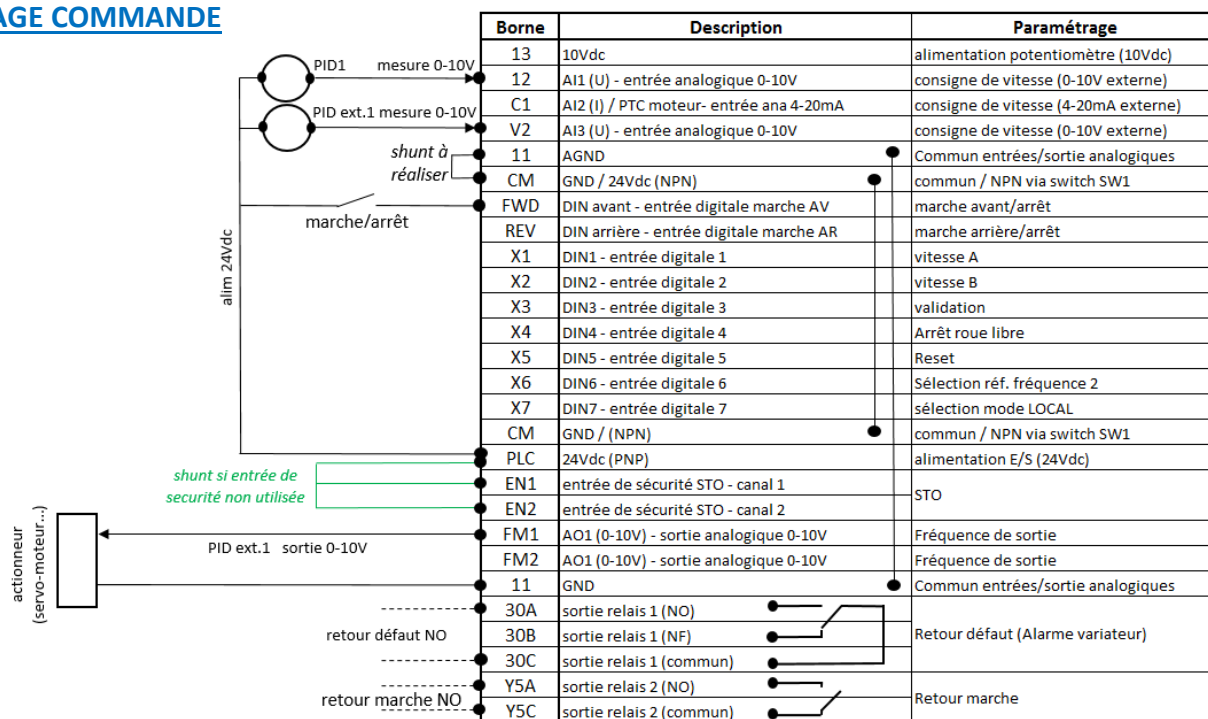 AGE COMMANDE
Borne Description Paramétrage
13 10Vdc alimentation potentiomètre (10Vdc)
PID1 mesure 0-10V
12 AI1 (U) - entrée analogique 0-10V consigne de vitesse (0-10V externe)
C1 AI2 (I) / PTC moteur- entrée ana 4-20mA consigne de vitesse (4-20mA externe)
PID ext.1 mesure 0-10V
V2 AI3 (U) - entrée analogique 0-10V consigne de vitesse (0-10V externe)
shunt à
réaliser
11 AGND Commun entrées/sortie analogiques
CM GND / 24Vdc (NPN) commun / NPN via switch SW1
FWD DIN avant - entrée digitale marche AV marche avant/arrêt
marche/arrêt
REV DIN arrière - entrée digitale marche AR marche arrière/arrêt
X1 DIN1 - entrée digitale 1 vitesse A
alim 24Vdc
X2 DIN2 - entrée digitale 2 vitesse B
X3 DIN3 - entrée digitale 3 validation
X4 DIN4 - entrée digitale 4 Arrêt roue libre
X5 DIN5 - entrée digitale 5 Reset
X6 DIN6 - entrée digitale 6 Sélection réf. fréquence 2
X7 DIN7 - entrée digitale 7 sélection mode LOCAL
CM GND / (NPN) commun / NPN via switch SW1
PLC 24Vdc (PNP) alimentation E/S (24Vdc)
shunt si entrée de
securité non utilisée
EN1 entrée de sécurité STO - canal 1
STO
EN2 entrée de sécurité STO - canal 2
actionneur
(servo-moteur...)
FM1 AO1 (0-10V) - sortie analogique 0-10V Fréquence de sortie
PID ext.1 sortie 0-10V
FM2 AO1 (0-10V) - sortie analogique 0-10V Fréquence de sortie
11 GND Commun entrées/sortie analogiques
30A sortie relais 1 (NO)
retour défaut NO
30B sortie relais 1 (NF) Retour défaut (Alarme variateur)
30C sortie relais 1 (commun)
Y5A sortie relais 2 (NO)
retour marche NO
Retour marche
Y5C sortie relais 2 (commun)